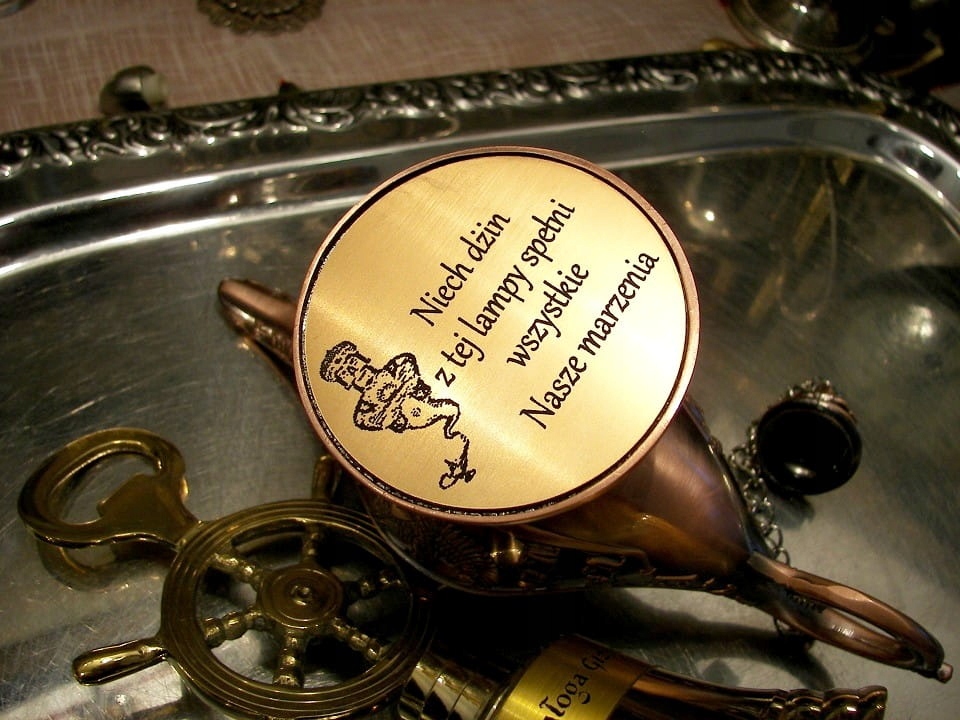 Niech dżin
z tej lampy spełni
wszystkie
Nasze marzenia